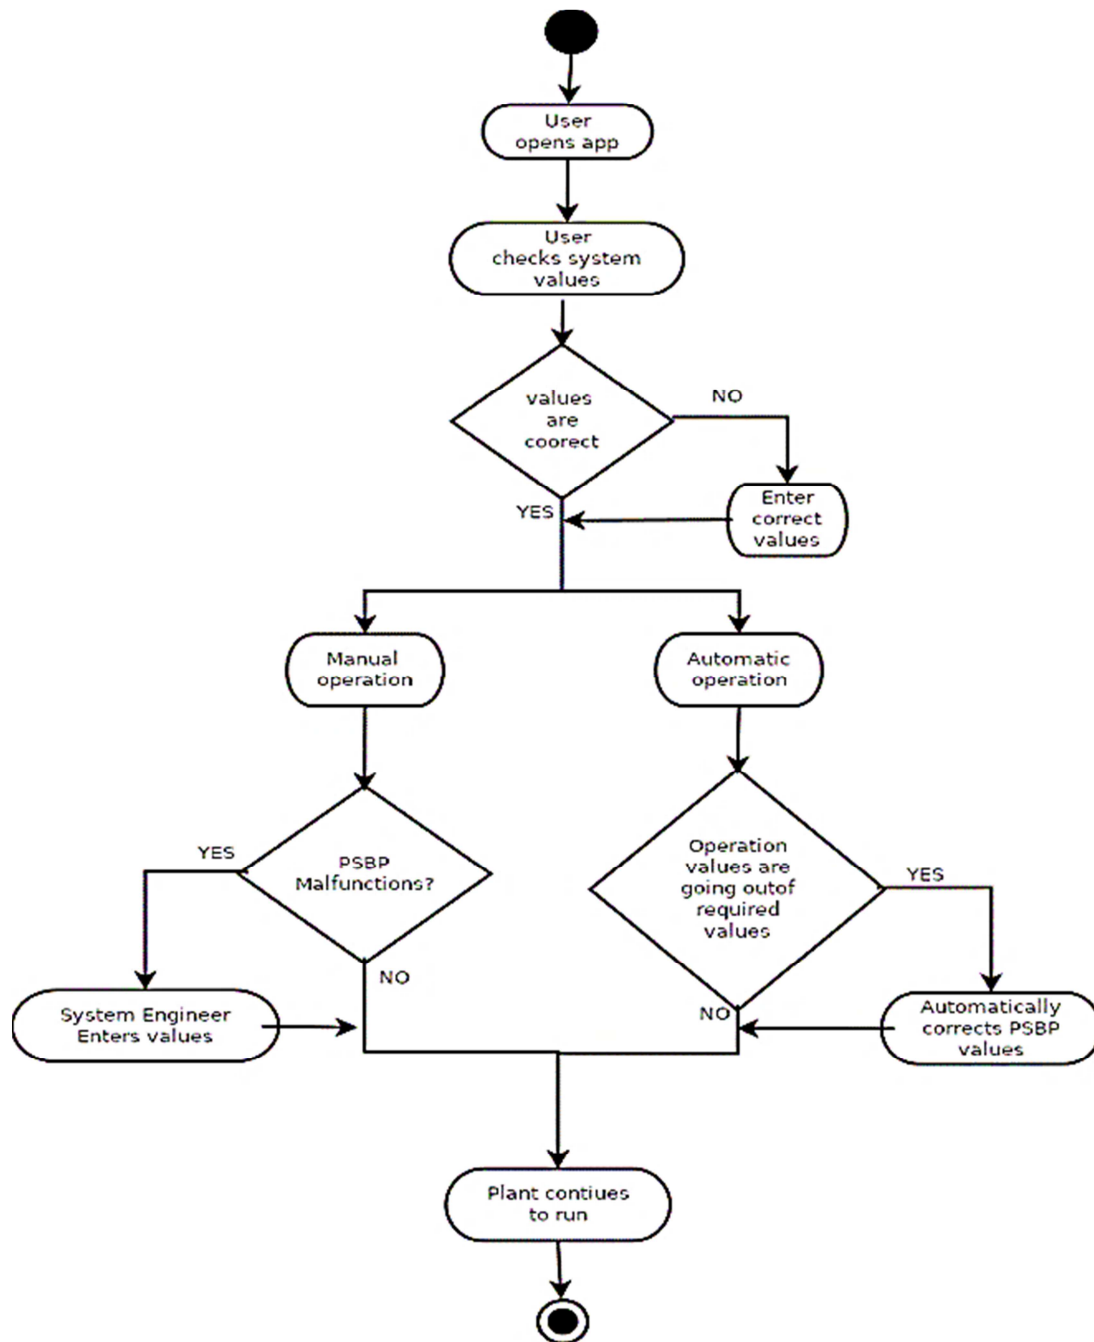 User
opens app
User
checks system
values
values
are
coorect
NO
YES
Enter
correct
values
Manual
operation
Automatic
operation
YES
PSBP
Malfunctions?
NO
Operation
values are
going outof
required
values
YES
NO
System Engineer
Enters values
Automatically
corrects PSBP
values
Plant contiues
to run